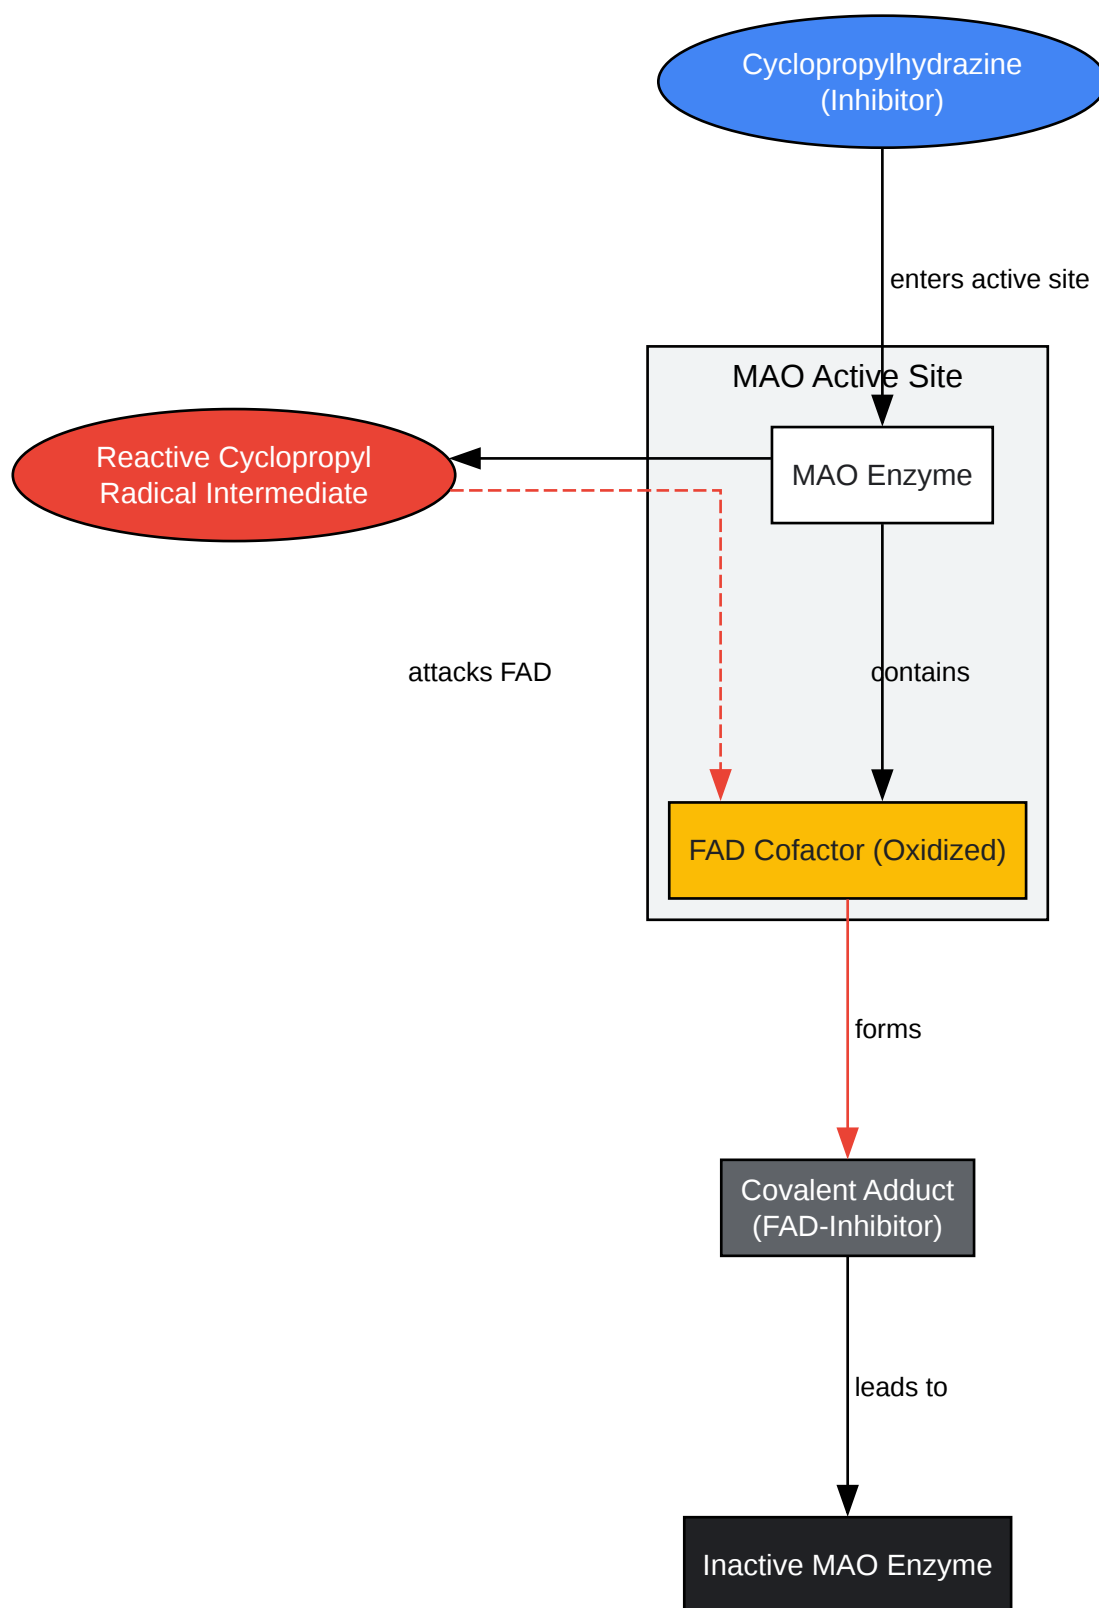 Cyclopropylhydrazine
(Inhibitor)
enters active site
MAO Active Site
Reactive Cyclopropyl
Radical Intermediate
MAO Enzyme
attacks FAD
contains
FAD Cofactor (Oxidized)
forms
Covalent Adduct
(FAD-Inhibitor)
leads to
Inactive MAO Enzyme